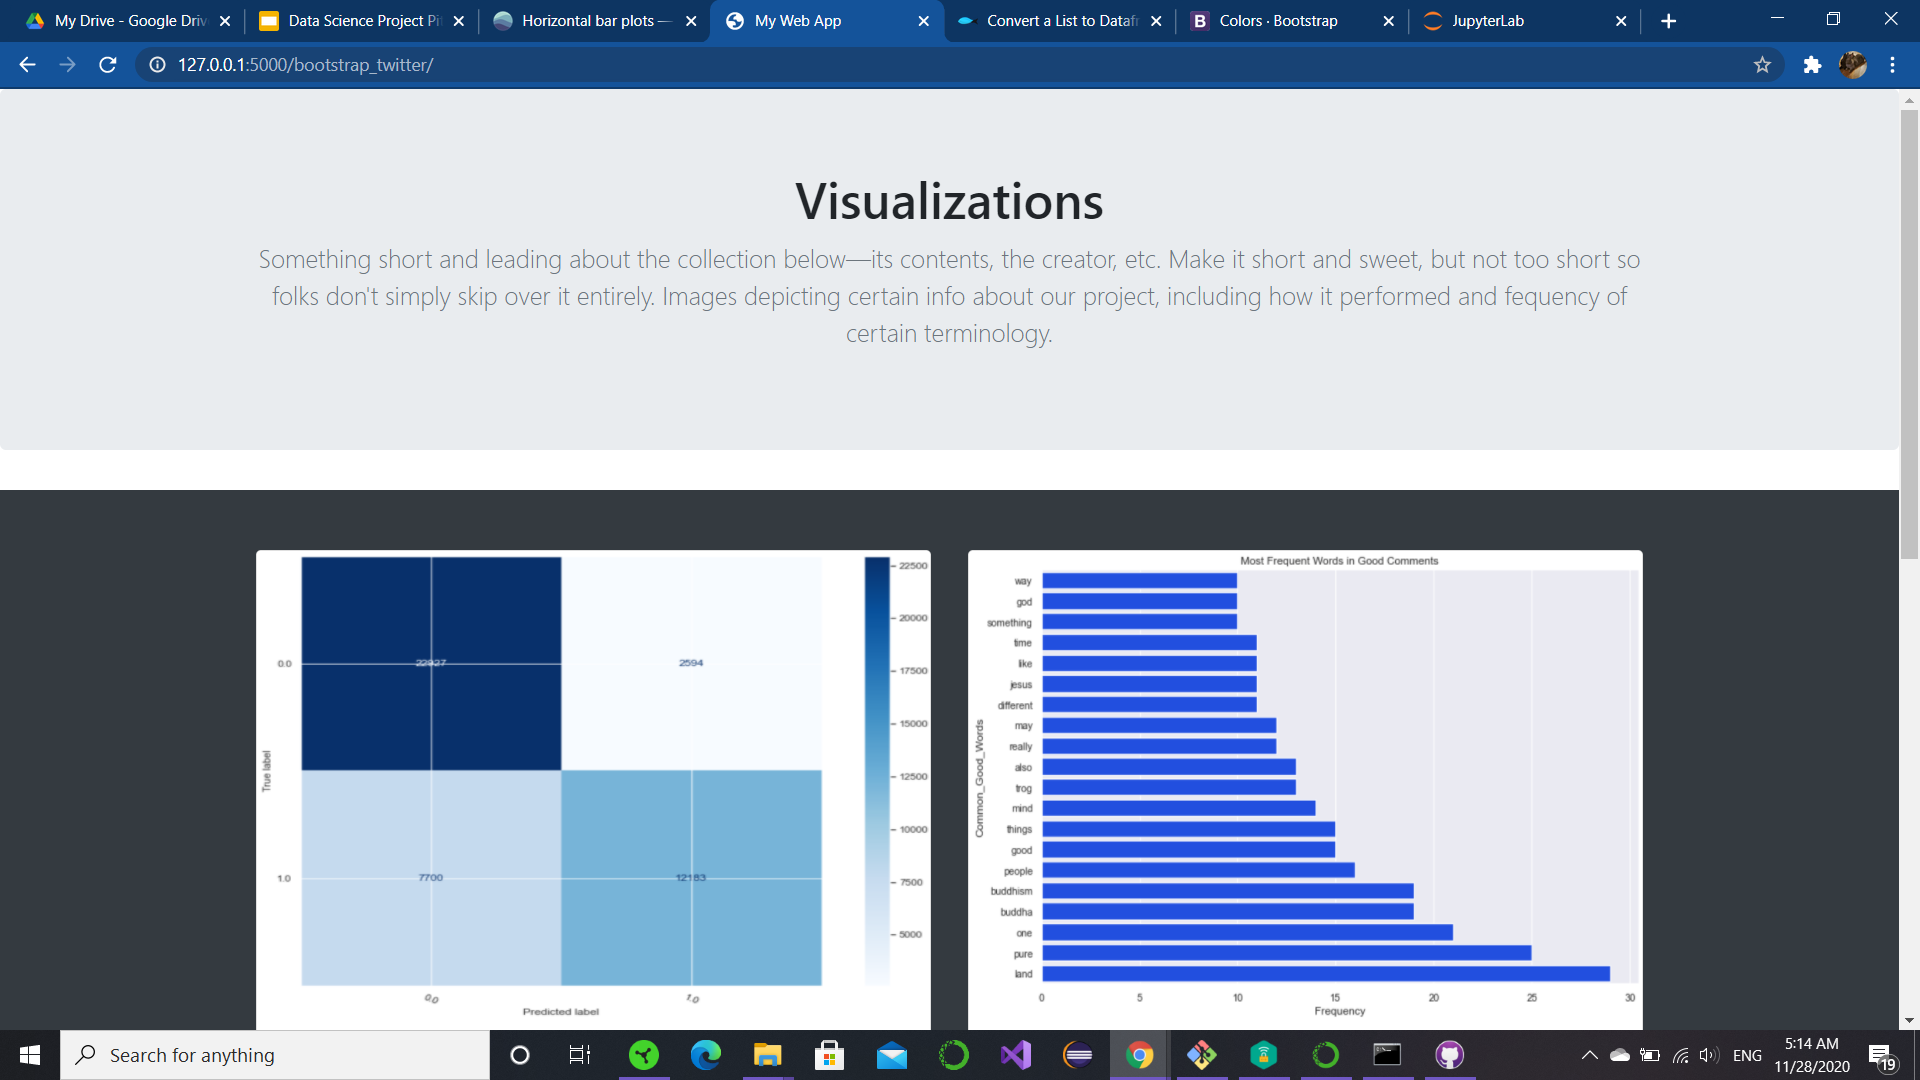 My Drive - Google Driv
Data Science Project Pi
Horizontal bar plots —
My Web App
Convert a List to Datafr
Colors · Bootstrap
JupyterLab
127.0.0.1:5000/bootstrap_twitter/
Visualizations
Something short and leading about the collection below—its contents, the creator, etc. Make it short and sweet, but not too short so
folks don't simply skip over it entirely. Images depicting certain info about our project, including how it performed and fequency of
certain terminology.
22500
20000
17500
15000
12500
10000
7500
5000
0.0
22927
2594
True label
1.0
7700
12183
0.0
1.0
Predicted label
Most Frequent Words in Good Comments
Common_Good_Words
way
god
something
time
like
jesus
different
may
really
also
trog
mind
things
good
people
buddhism
buddha
one
pure
land
0
5
10
15
20
25
30
Frequency
Search for anything
ENG
5:14 AM
11/28/2020
19